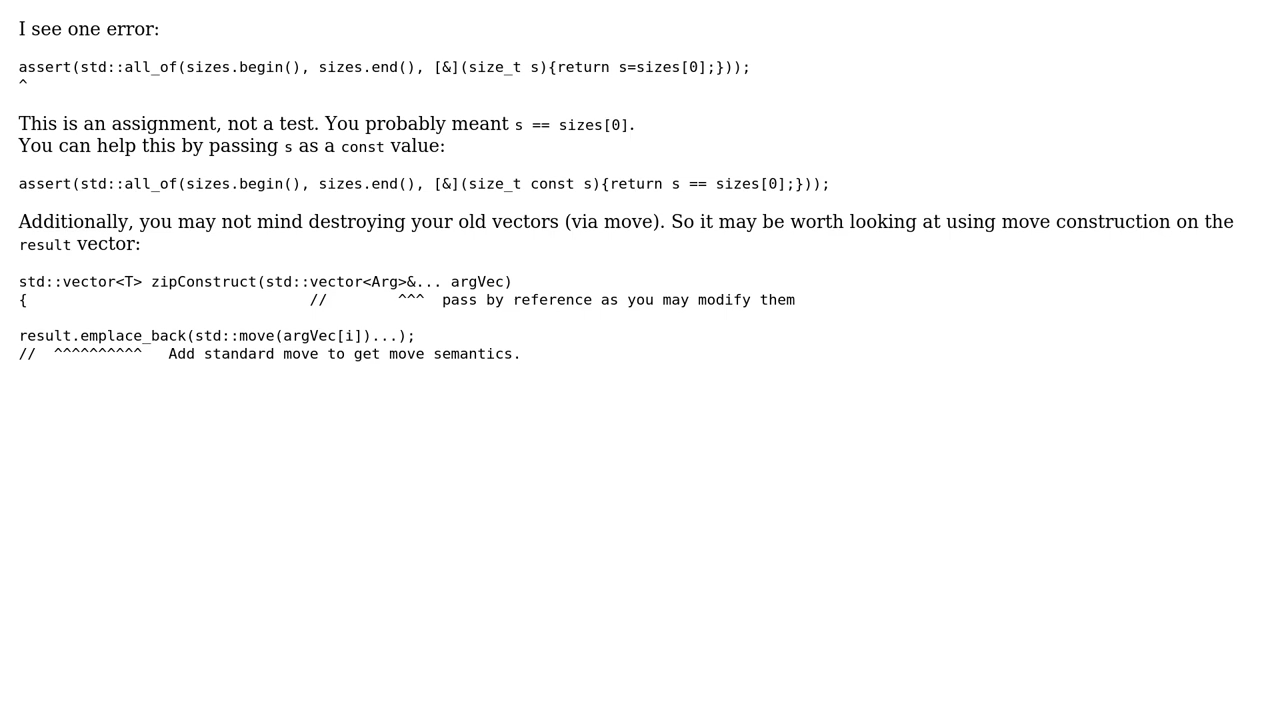 I see one error:
assert(std::all_of(sizes.begin(), sizes.end(), [&](size_t s){return s=sizes[0];}));
^
This is an assignment, not a test. You probably meant s == sizes[0].
You can help this by passing s as a const value:
assert(std::all_of(sizes.begin(), sizes.end(), [&](size_t const s){return s == sizes[0];}));
Additionally, you may not mind destroying your old vectors (via move). So it may be worth looking at using move construction on the
result vector:
std::vector<T> zipConstruct(std::vector<Arg>&... argVec)
{                                //        ^^^  pass by reference as you may modify them
result.emplace_back(std::move(argVec[i])...);
//  ^^^^^^^^^^   Add standard move to get move semantics.